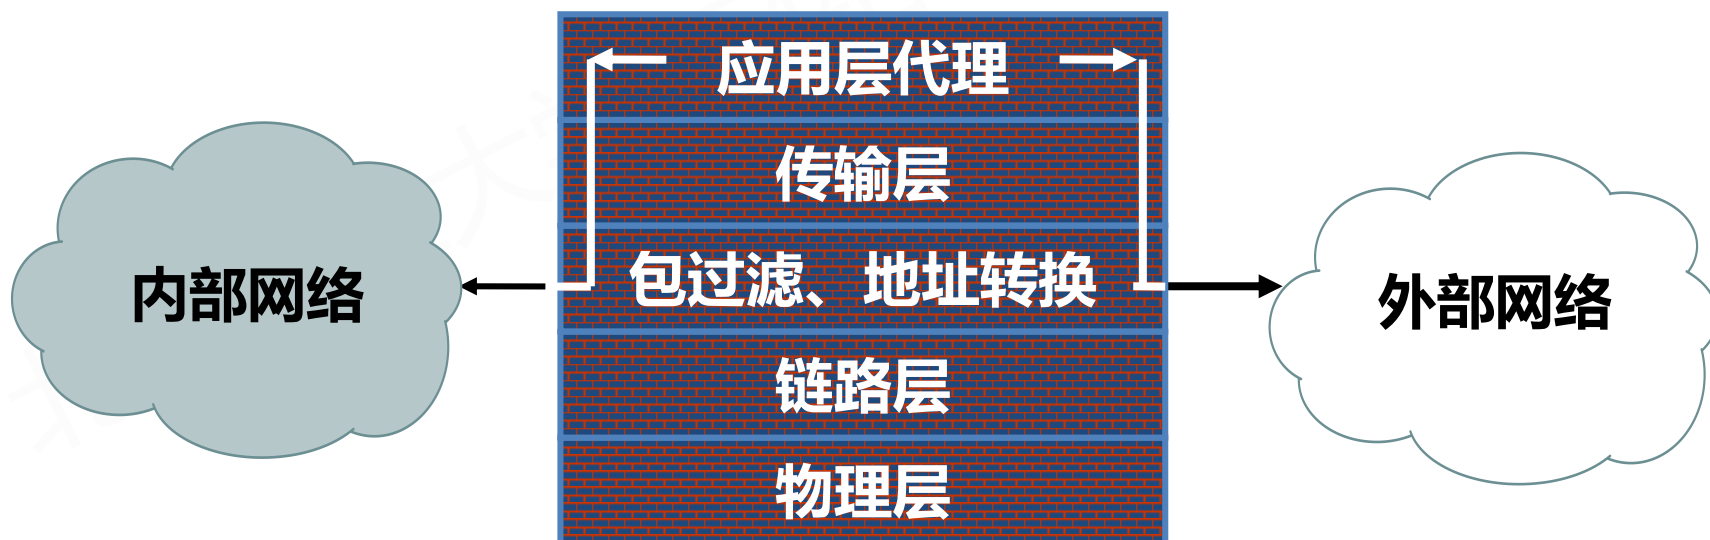 应用层代理
传输层
包过滤、地址转换
内部网络
外部网络
链路层
物理层